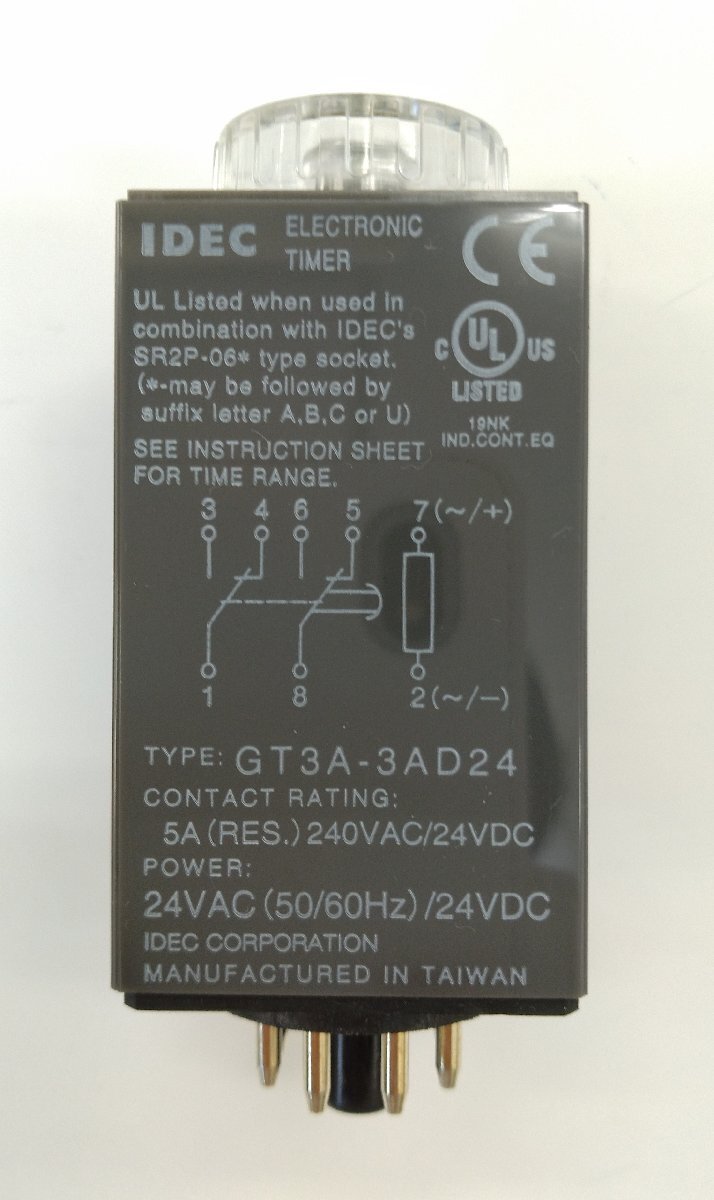 IDEC ELECTRONIC
TIMER
CE
UL Listed when used in
combination with IDEC's
SR2P-06* type socket.
(*-may be followed by
suffix letter A,B,C or U)
C UL US
LISTED
19NK
IND.CONT.EQ
SEE INSTRUCTION SHEET
FOR TIME RANGE.
3 4 6 5 7(~/+)
1 8 2(~/-)
TYPE: GT3A-3AD24
CONTACT RATING:
5A(RES.)240VAC/24VDC
POWER:
24VAC(50/60Hz)/24VDC
IDEC CORPORATION
MANUFACTURED IN TAIWAN